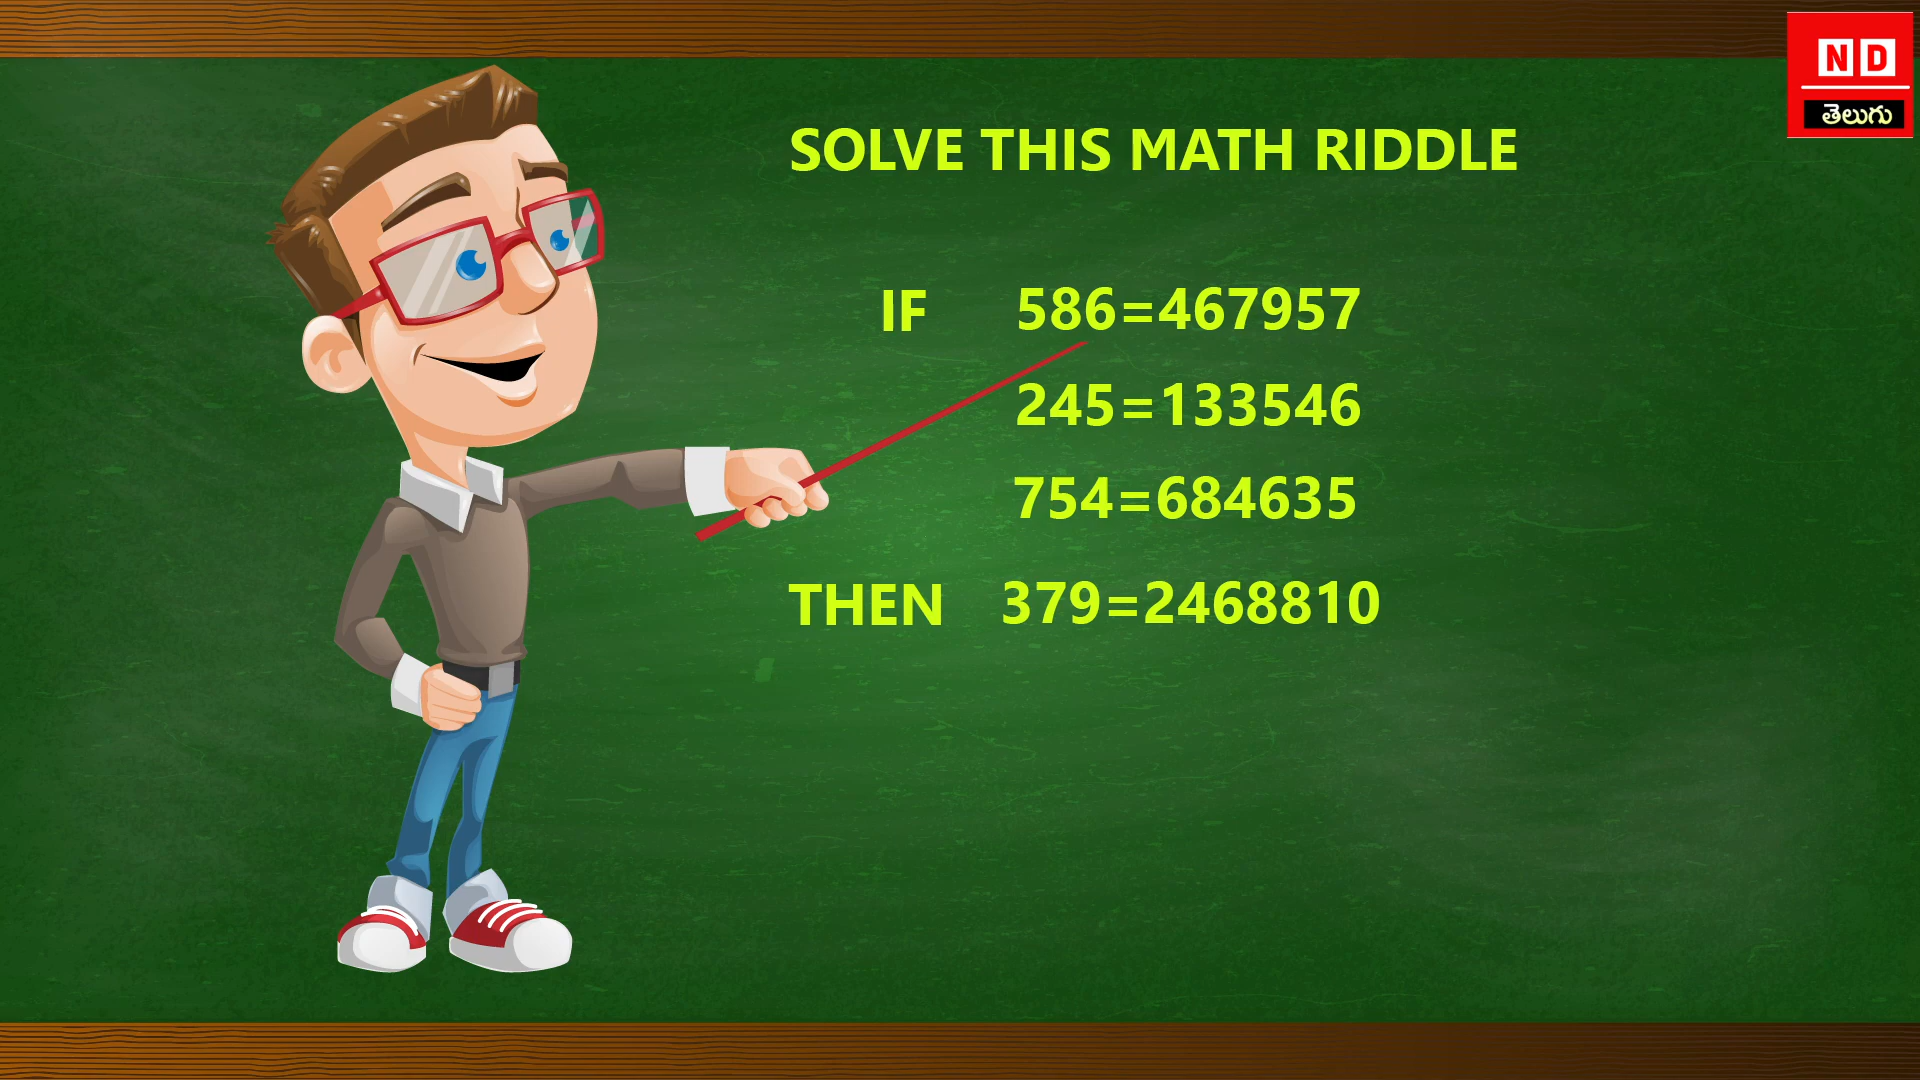 ND
తెలుగు
SOLVE THIS MATH RIDDLE
IF 586=467957
245=133546
754=684635
THEN 379=2468810